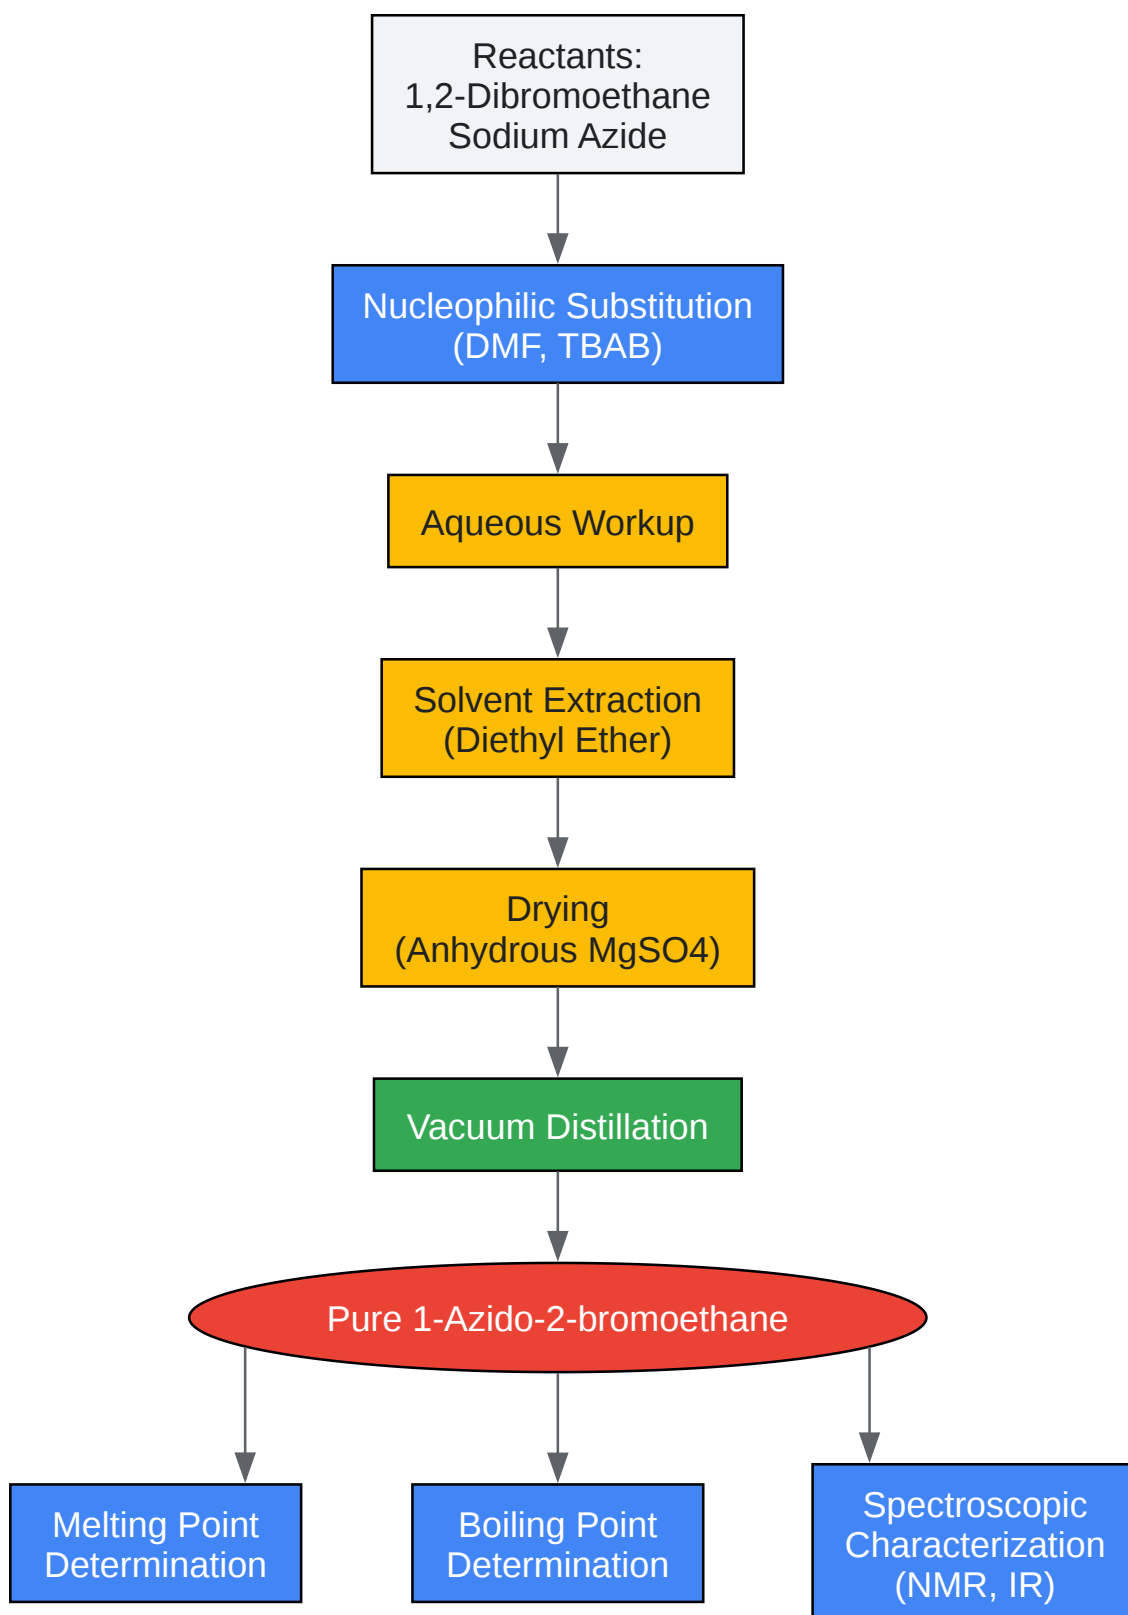 Reactants:
1,2-Dibromoethane
Sodium Azide
Nucleophilic Substitution
(DMF, TBAB)
Aqueous Workup
Solvent Extraction
(Diethyl Ether)
Drying
(Anhydrous MgSO4)
Vacuum Distillation
Pure 1-Azido-2-bromoethane
Melting Point
Determination
Boiling Point
Determination
Spectroscopic
Characterization
(NMR, IR)